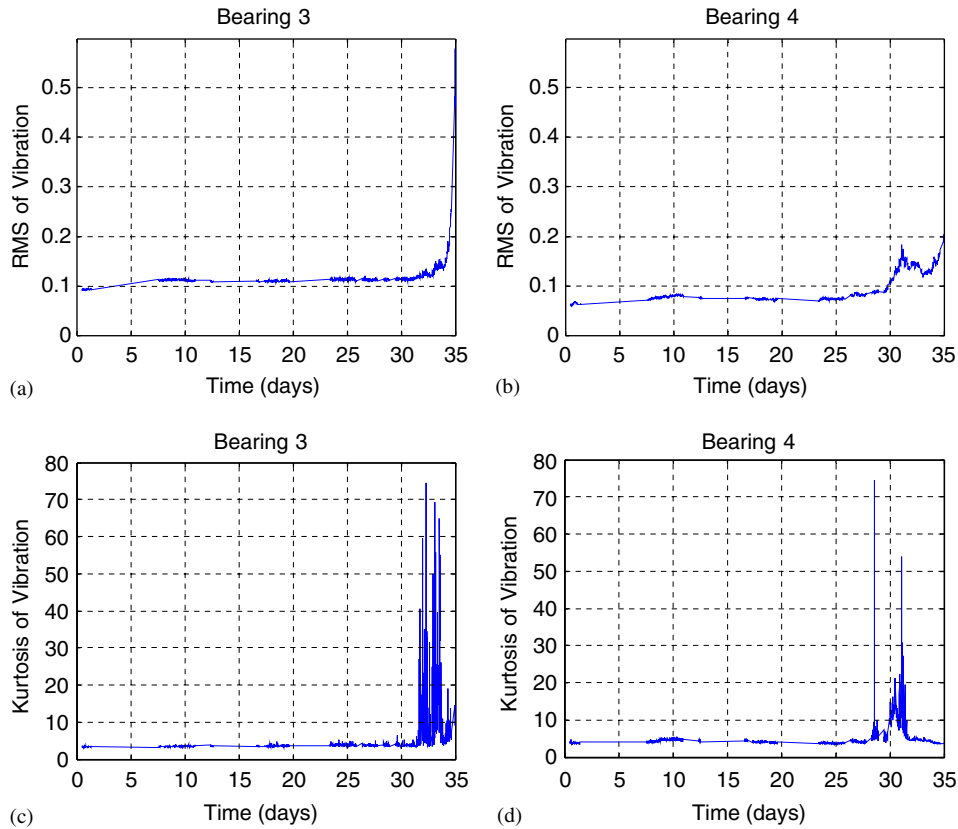 Bearing 3
RMS of Vibration
0.5
0.4
0.3
0.2
0.1
0
0 5 10 15 20 25 30 35
Time (days)
(a)
Bearing 4
RMS of Vibration
0.5
0.4
0.3
0.2
0.1
0
0 5 10 15 20 25 30 35
Time (days)
(b)
Bearing 3
Kurtosis of Vibration
80
70
60
50
40
30
20
10
0
0 5 10 15 20 25 30 35
Time (days)
(c)
Bearing 4
Kurtosis of Vibration
80
70
60
50
40
30
20
10
0
0 5 10 15 20 25 30 35
Time (days)
(d)